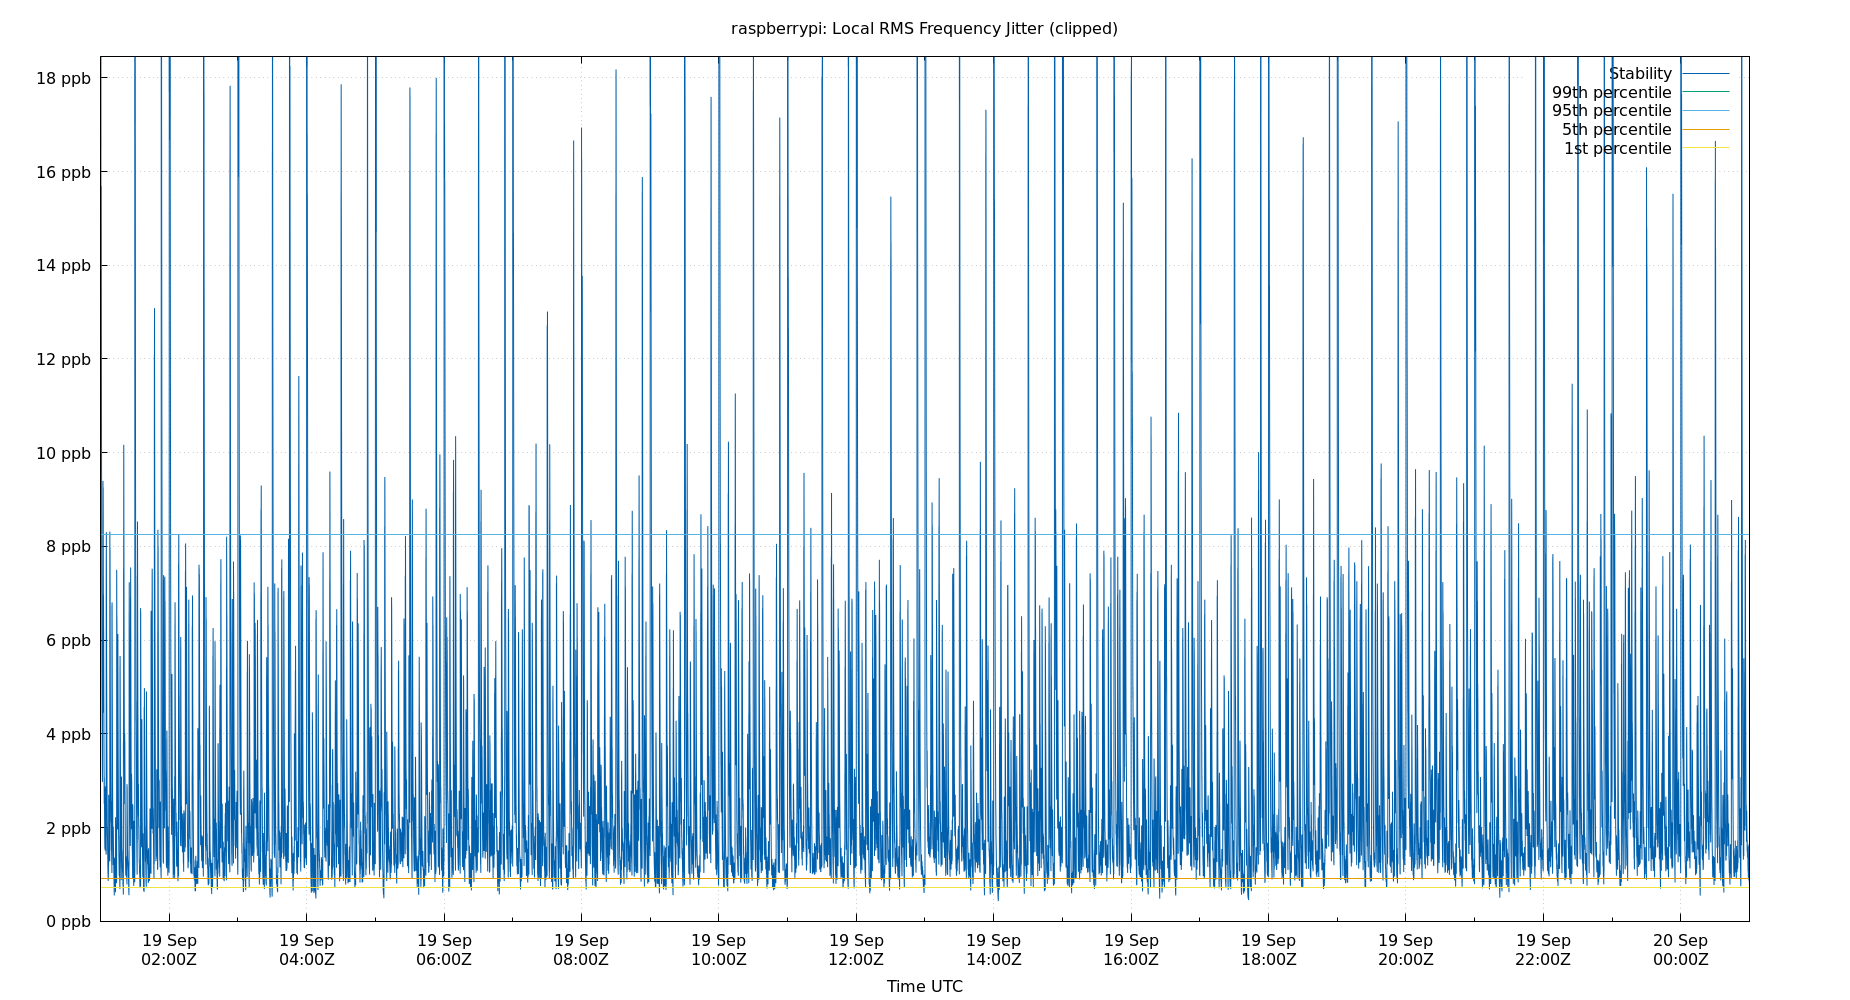 raspberrypi: Local RMS Frequency Jitter (clipped)
18 ppb
16 ppb
14 ppb
12 ppb
10 ppb
8 ppb
6 ppb
4 ppb
2 ppb
0 ppb
Stability
99th percentile
95th percentile
5th percentile
1st percentile
19 Sep
02:00Z
19 Sep
04:00Z
19 Sep
06:00Z
19 Sep
08:00Z
19 Sep
10:00Z
19 Sep
12:00Z
19 Sep
14:00Z
19 Sep
16:00Z
19 Sep
18:00Z
19 Sep
20:00Z
19 Sep
22:00Z
20 Sep
00:00Z
Time UTC